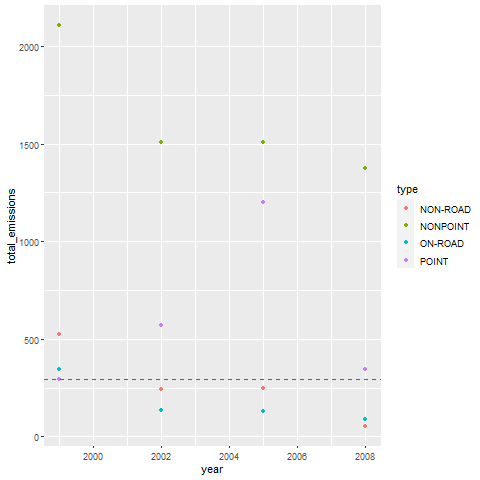 2000
1500
1000
500
0
total_emissions
2000
2002
2004
2006
2008
year
type
NON-ROAD
NONPOINT
ON-ROAD
POINT